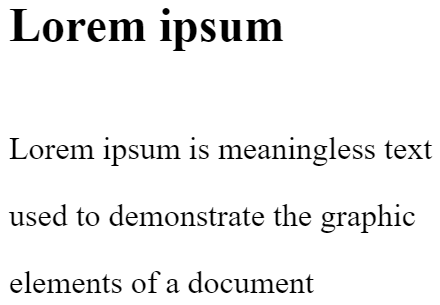 Lorem ipsum
Lorem ipsum is meaningless text
used to demonstrate the graphic
elements of a document